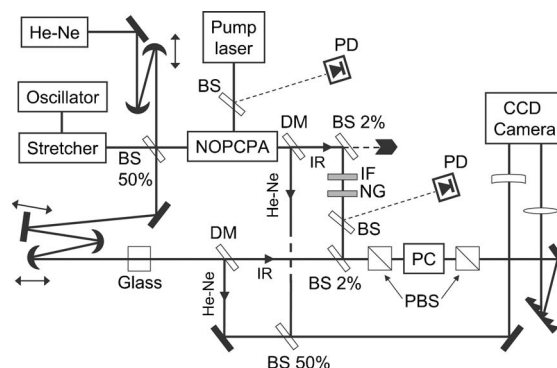 He-Ne
Pump
laser
PD
Oscillator
BS
DM
BS 2%
CCD
Camera
Stretcher
BS
50%
NOPCPA
IR
IF
NG
PD
He-Ne
BS
DM
Glass
IR
BS 2%
PC
PBS
He-Ne
BS 50%